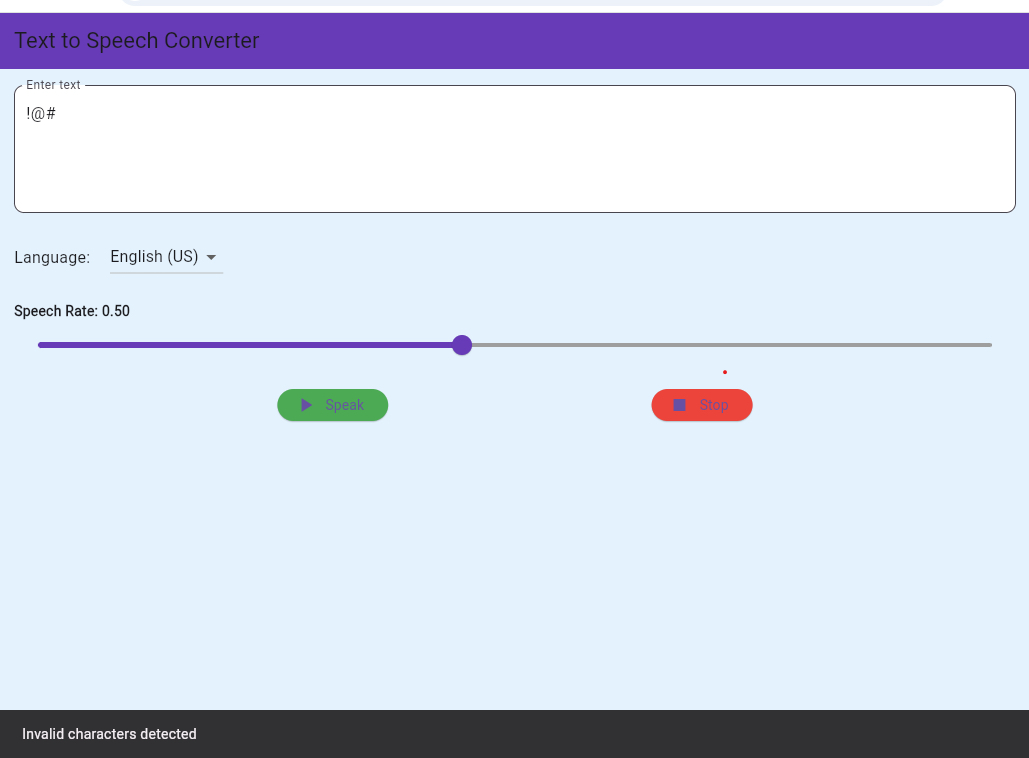 Text to Speech Converter
Enter text
!@#
Language: English (US)
Speech Rate: 0.50
Speak Stop
Invalid characters detected